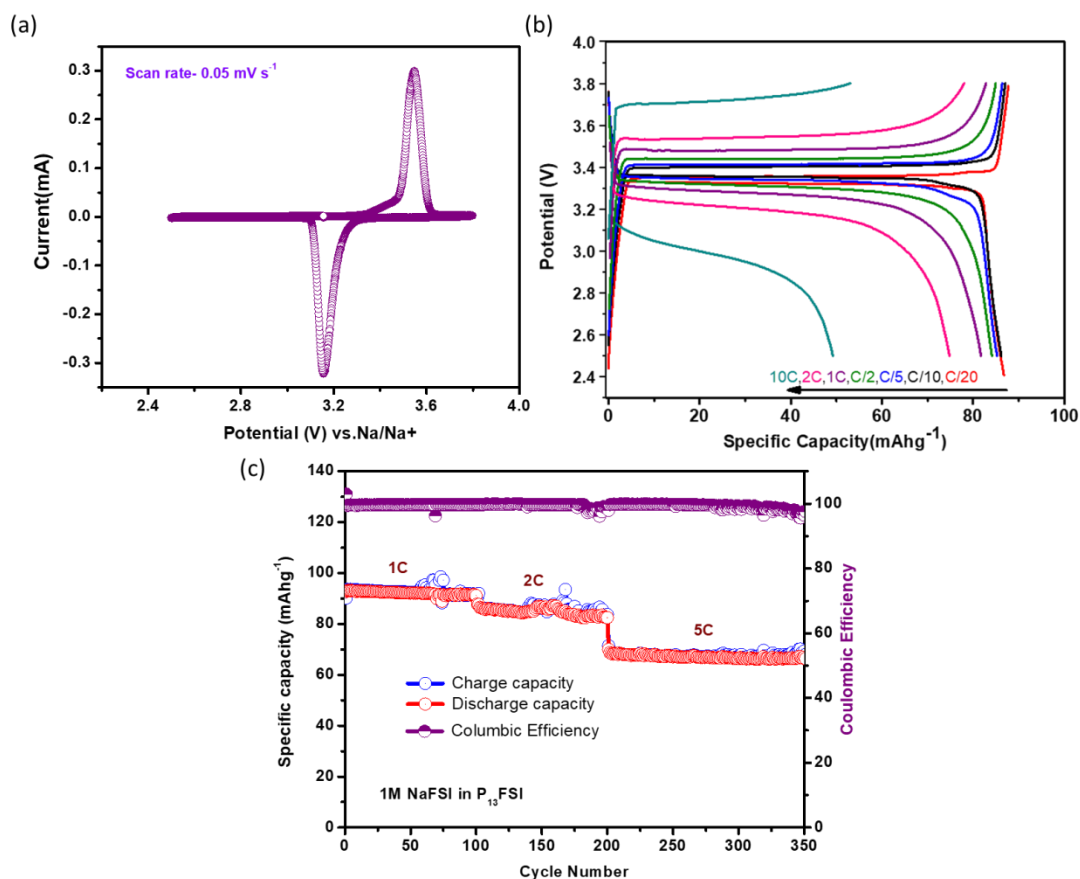 (a)
Scan rate- 0.05 mV s⁻¹
Current(mA)
0.3
0.2
0.1
0.0
-0.1
-0.2
-0.3
2.4 2.8 3.2 3.6 4.0
Potential (V) vs.Na/Na+
(b)
Potential (V)
4.0
3.8
3.6
3.4
3.2
3.0
2.8
2.6
2.4
10C,2C,1C,C/2,C/5,C/10,C/20
0 20 40 60 80 100
Specific Capacity(mAhg⁻¹)
(c)
Specific capacity (mAhg⁻¹)
140
120
100
80
60
40
20
0
1C
2C
5C
Charge capacity
Discharge capacity
Columbic Efficiency
1M NaFSI in P₁₃FSI
0 50 100 150 200 250 300 350
Cycle Number
100
80
60
40
20
0
Coulombic Efficiency